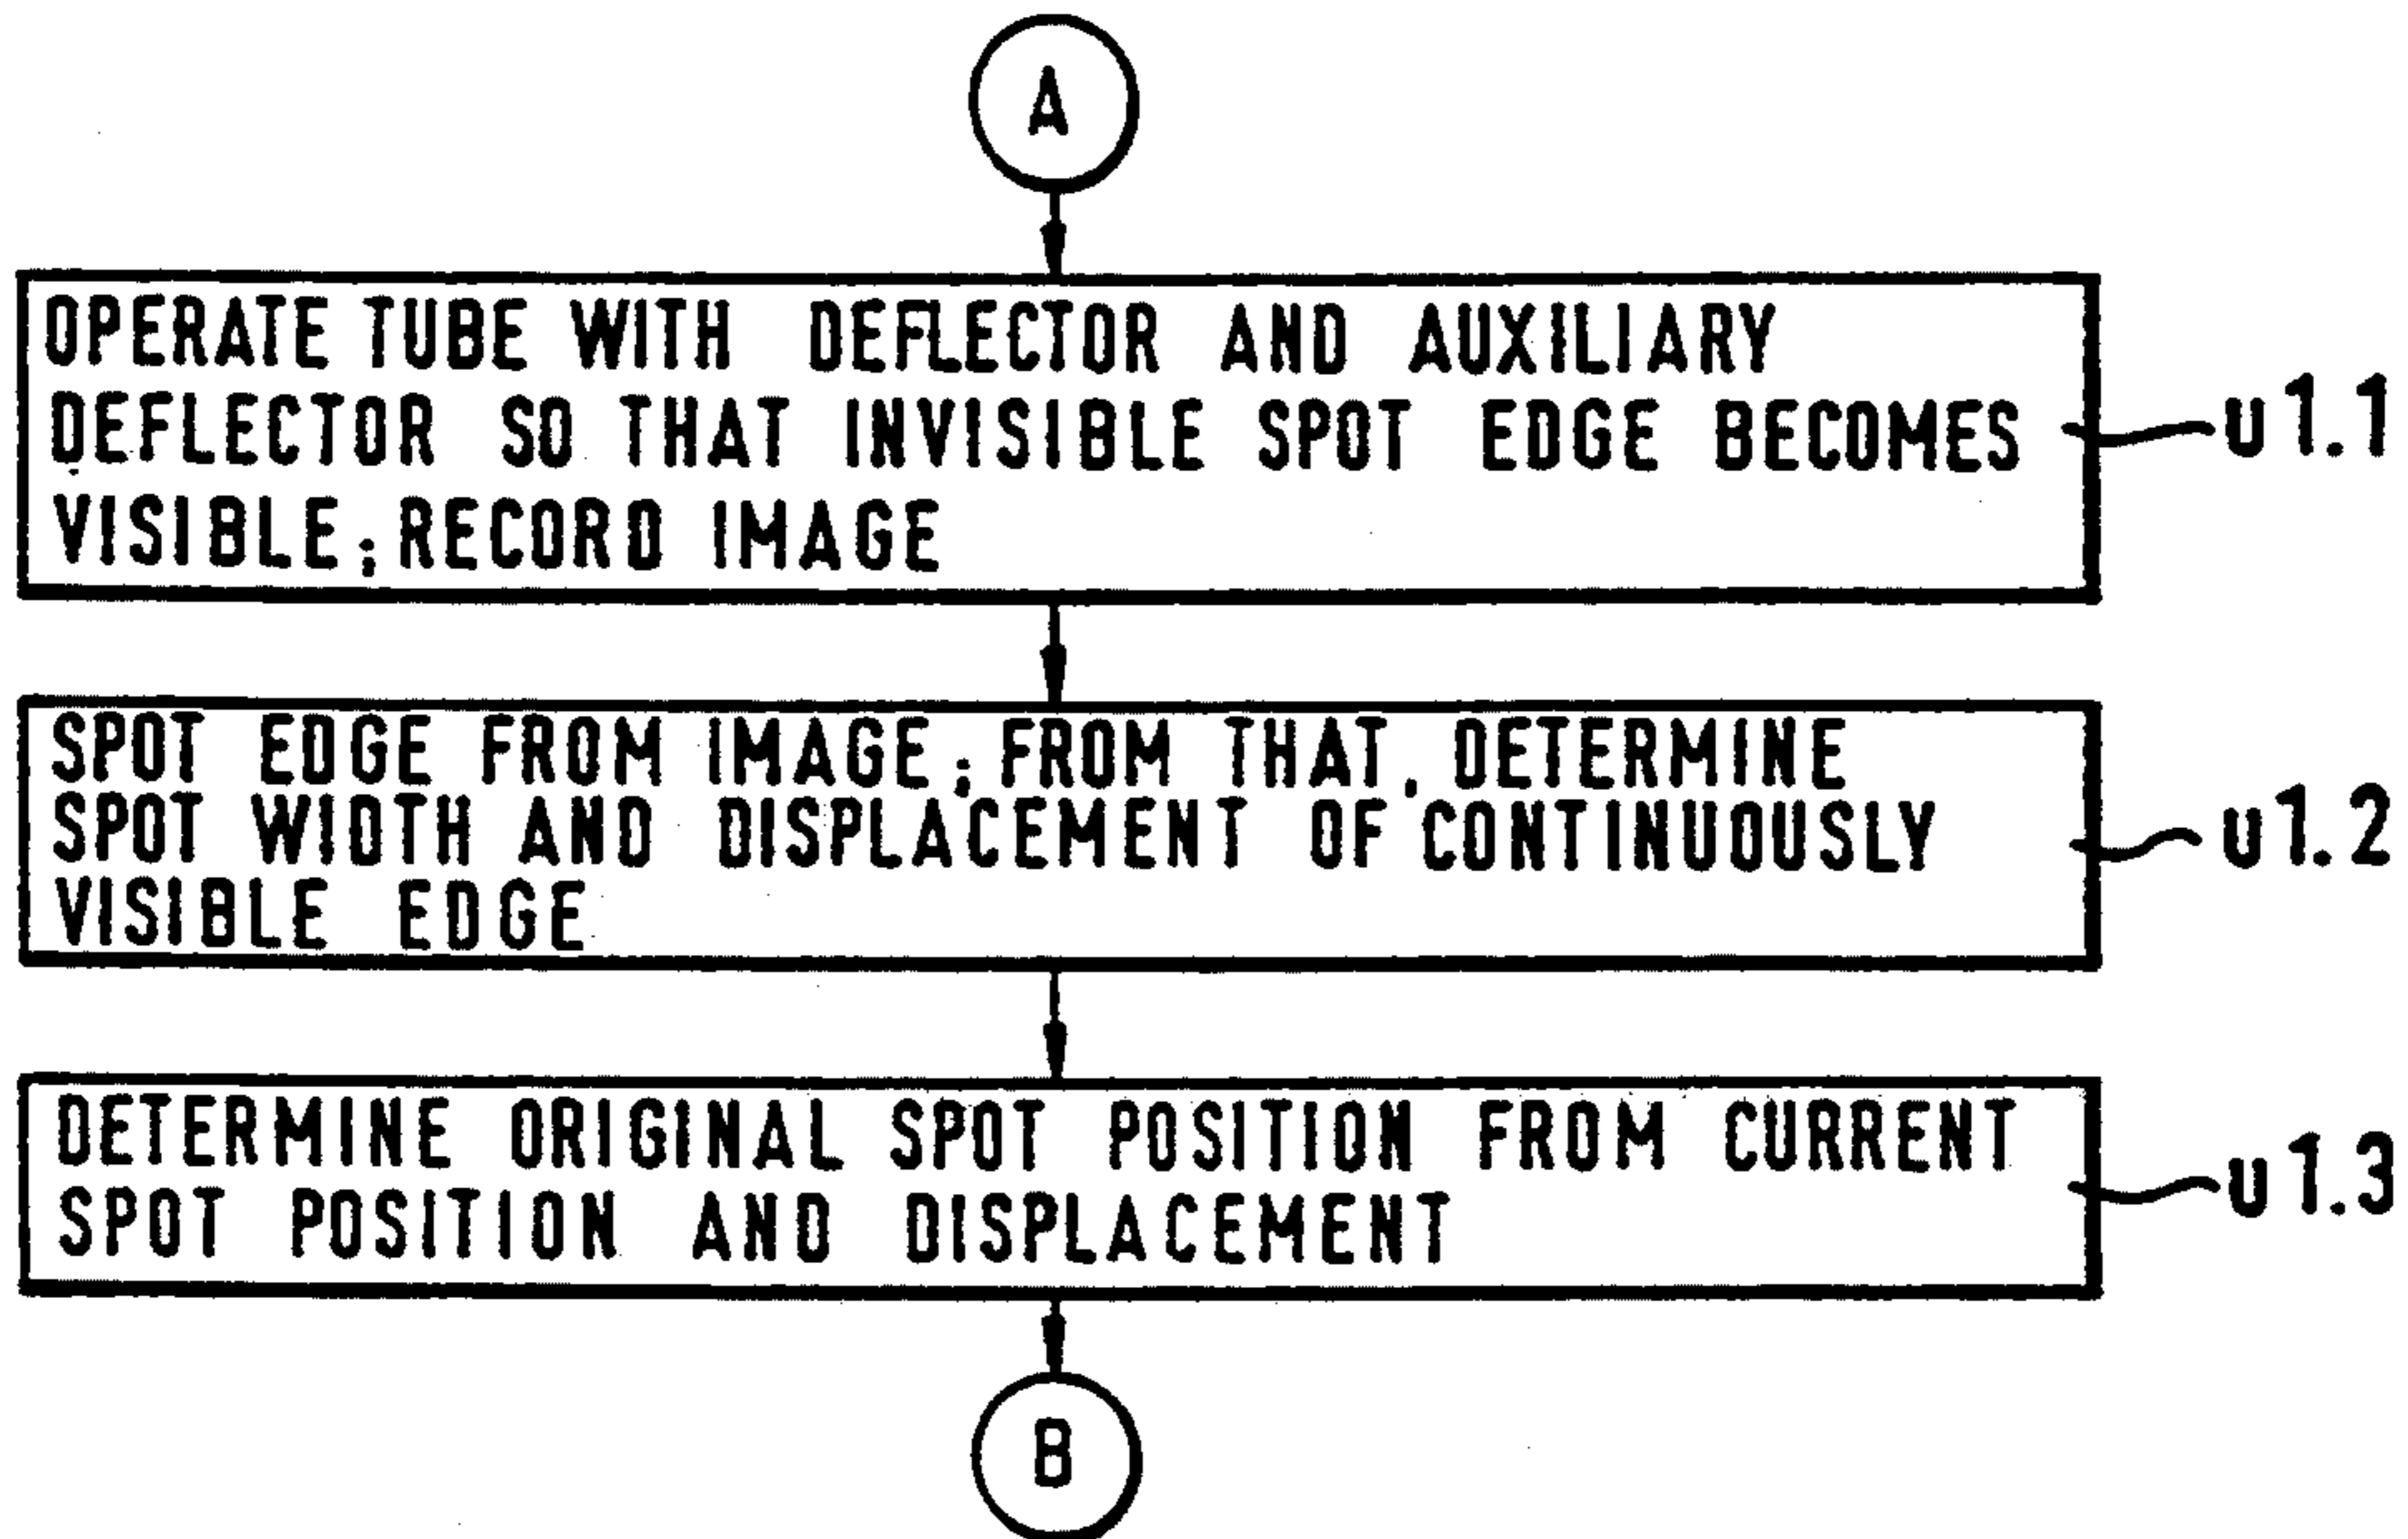 A
OPERATE TUBE WITH DEFLECTOR AND AUXILIARY
DEFLECTOR SO THAT INVISIBLE SPOT EDGE BECOMES
VISIBLE; RECORD IMAGE
u1.1
SPOT EDGE FROM IMAGE; FROM THAT, DETERMINE
SPOT WIDTH AND DISPLACEMENT OF CONTINUOUSLY
VISIBLE EDGE
u1.2
DETERMINE ORIGINAL SPOT POSITION FROM CURRENT
SPOT POSITION AND DISPLACEMENT
u1.3
B